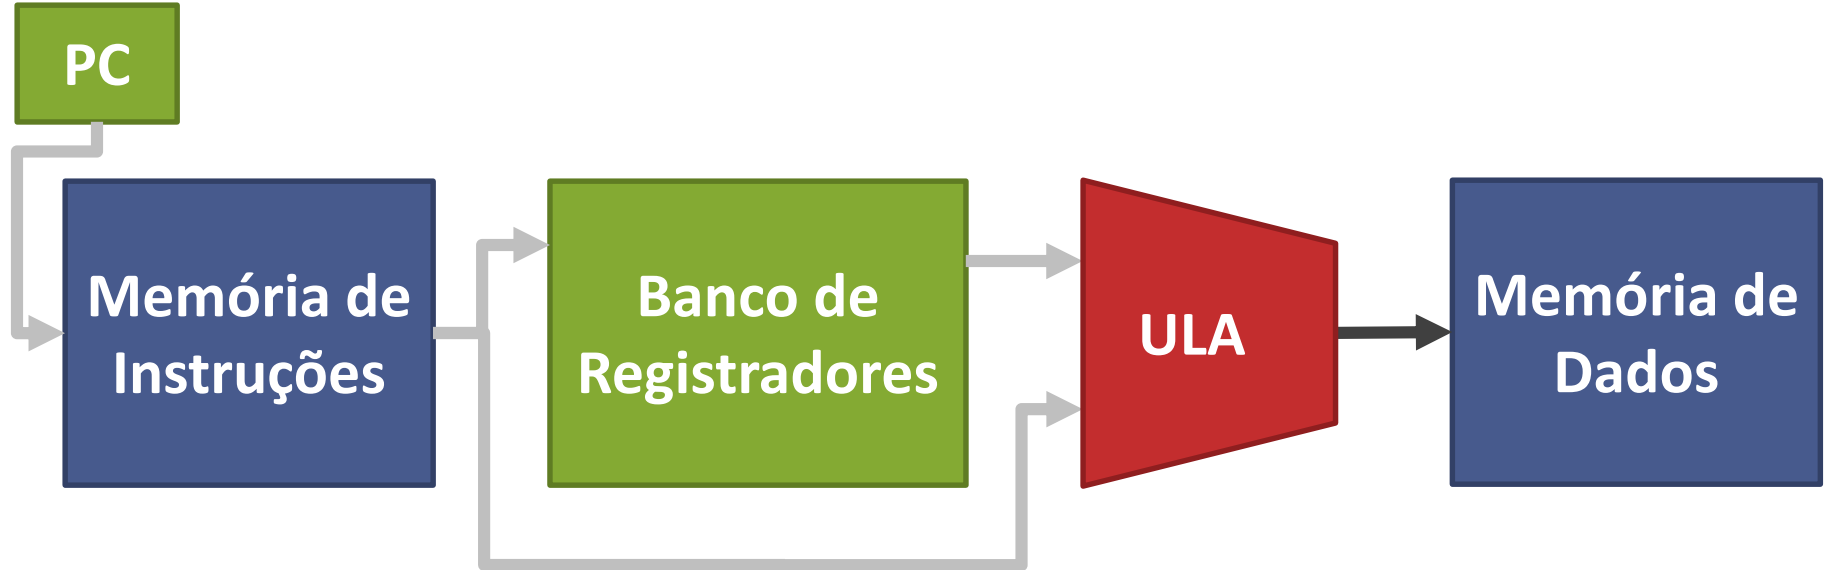 PC
Memória de
Instruções
Banco de
Registradores
ULA
Memória de
Dados